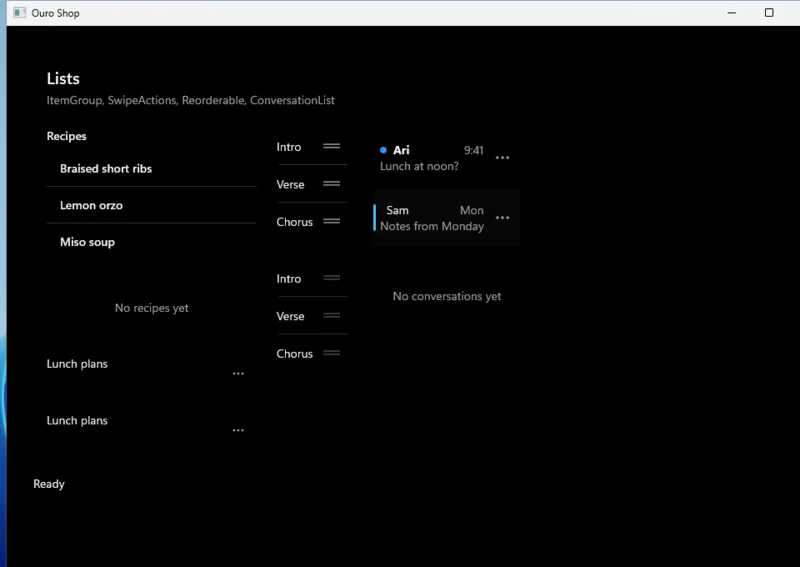 Ouro Shop
Lists
ItemGroup, SwipeActions, Reorderable, ConversationList
Recipes
Braised short ribs
Lemon orzo
Miso soup
No recipes yet
Lunch plans
Lunch plans
Intro
Verse
Chorus
Intro
Verse
Chorus
Ari 9:41
Lunch at noon?
Sam Mon
Notes from Monday
No conversations yet
Ready